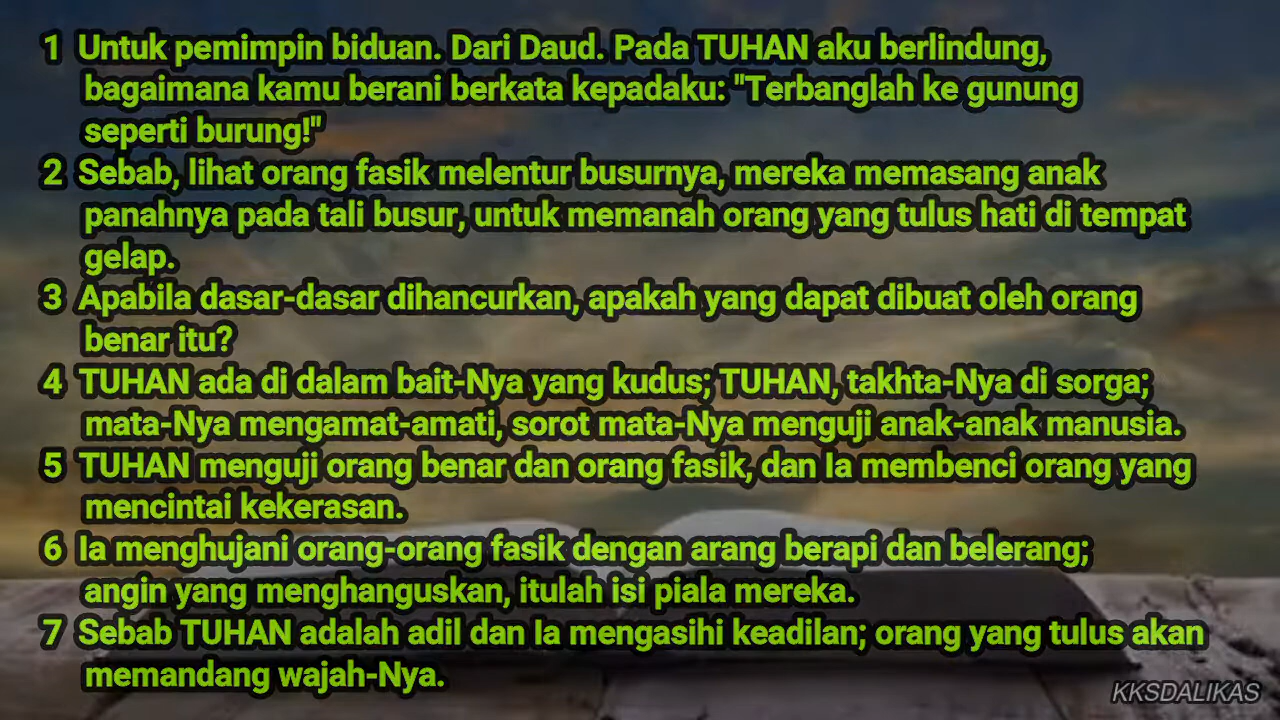 1 Untuk pemimpin biduan. Dari Daud. Pada TUHAN aku berlindung,
bagaimana kamu berani berkata kepadaku: "Terbanglah ke gunung
seperti burung!"
2 Sebab, lihat orang fasik melentur busurnya, mereka memasang anak
panahnya pada tali busur, untuk memanah orang yang tulus hati di tempat
gelap.
3 Apabila dasar-dasar dihancurkan, apakah yang dapat dibuat oleh orang
benar itu?
4 TUHAN ada di dalam bait-Nya yang kudus; TUHAN, takhta-Nya di sorga;
mata-Nya mengamat-amati, sorot mata-Nya menguji anak-anak manusia.
5 TUHAN menguji orang benar dan orang fasik, dan Ia membenci orang yang
mencintai kekerasan.
6 Ia menghujani orang-orang fasik dengan arang berapi dan belerang;
angin yang menghanguskan, itulah isi piala mereka.
7 Sebab TUHAN adalah adil dan Ia mengasihi keadilan; orang yang tulus akan
memandang wajah-Nya.
KKSDALIKAS